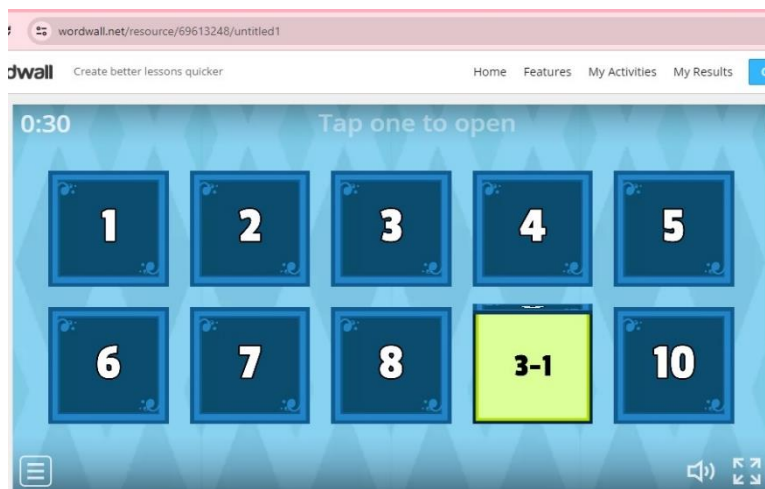 wordwall.net/resource/69613248/untitled1
dwall Create better lessons quicker Home Features My Activities My Results
0:30 Tap one to open
1 2 3 4 5
6 7 8 3-1 10